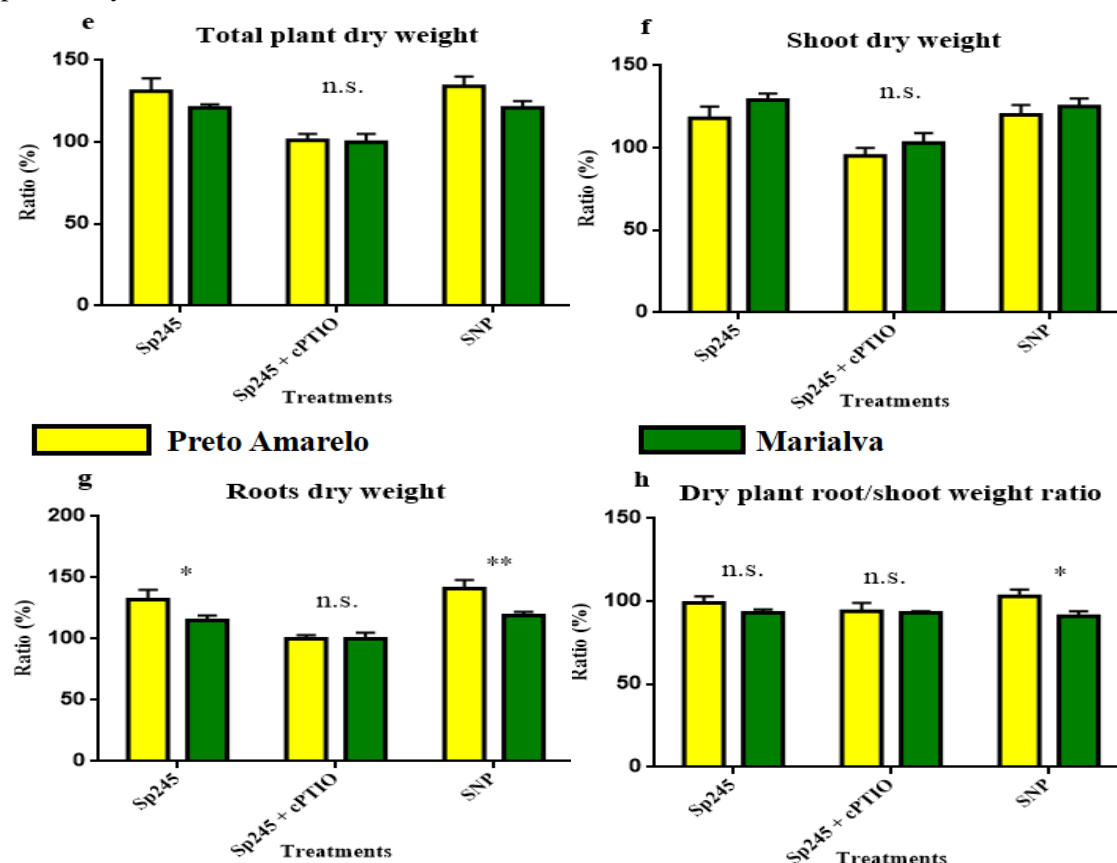 e
Total plant dry weight
150
100
50
0
Ratio (%)
n.s.
Sp245
Sp245 + cPTIO
SNP
Treatments
f
Shoot dry weight
150
100
50
0
Ratio (%)
n.s.
Sp245
Sp245 + cPTIO
SNP
Treatments
Preto Amarelo
Marialva
g
Roots dry weight
200
150
100
50
0
Ratio (%)
*
n.s.
**
Sp245
Sp245 + cPTIO
SNP
Treatments
h
Dry plant root/shoot weight ratio
150
100
50
0
Ratio (%)
n.s.
n.s.
*
Sp245
Sp245 + cPTIO
SNP
Treatments